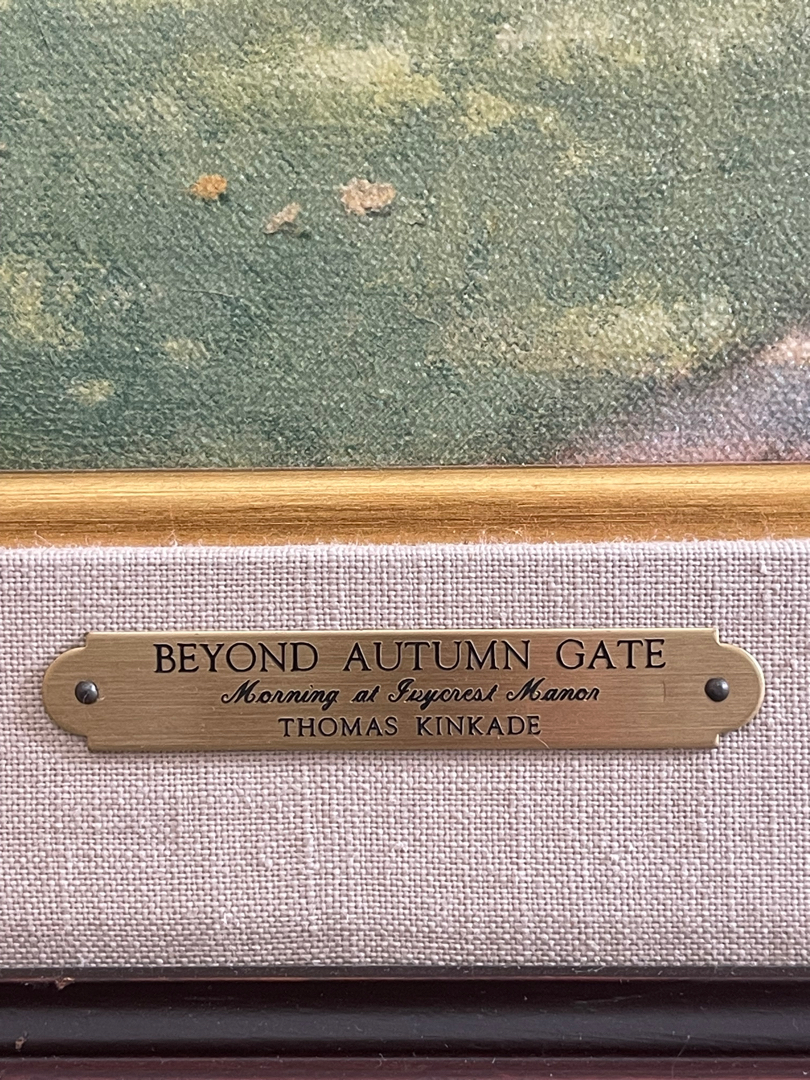 BEYOND AUTUMN GATE
Morning at Ivycrest Manor
THOMAS KINKADE